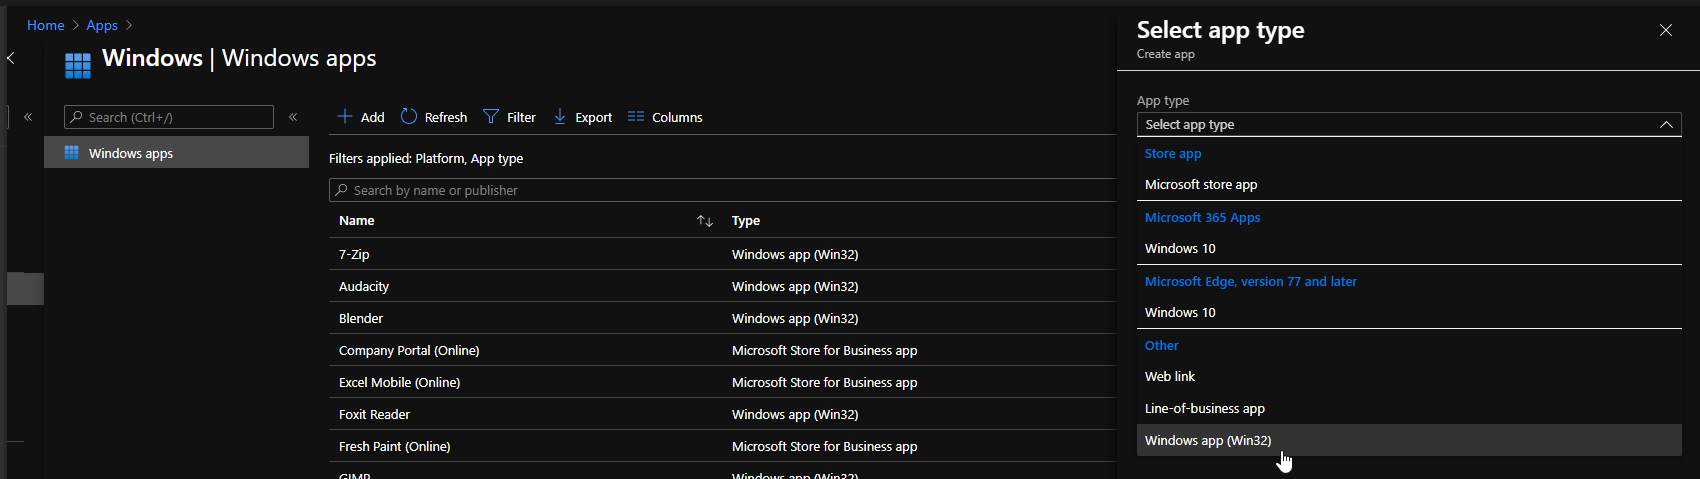 Home > Apps >
Windows | Windows apps
Search (Ctrl+/)
«
«
Windows apps
Add Refresh Filter Export Columns
Filters applied: Platform, App type
Search by name or publisher
Name Type
7-Zip Windows app (Win32)
Audacity Windows app (Win32)
Blender Windows app (Win32)
Company Portal (Online) Microsoft Store for Business app
Excel Mobile (Online) Microsoft Store for Business app
Foxit Reader Windows app (Win32)
Fresh Paint (Online) Microsoft Store for Business app
GIMP Windows app (Win32)
Select app type
Create app
App type
Select app type
Store app
Microsoft store app
Microsoft 365 Apps
Windows 10
Microsoft Edge, version 77 and later
Windows 10
Other
Web link
Line-of-business app
Windows app (Win32)